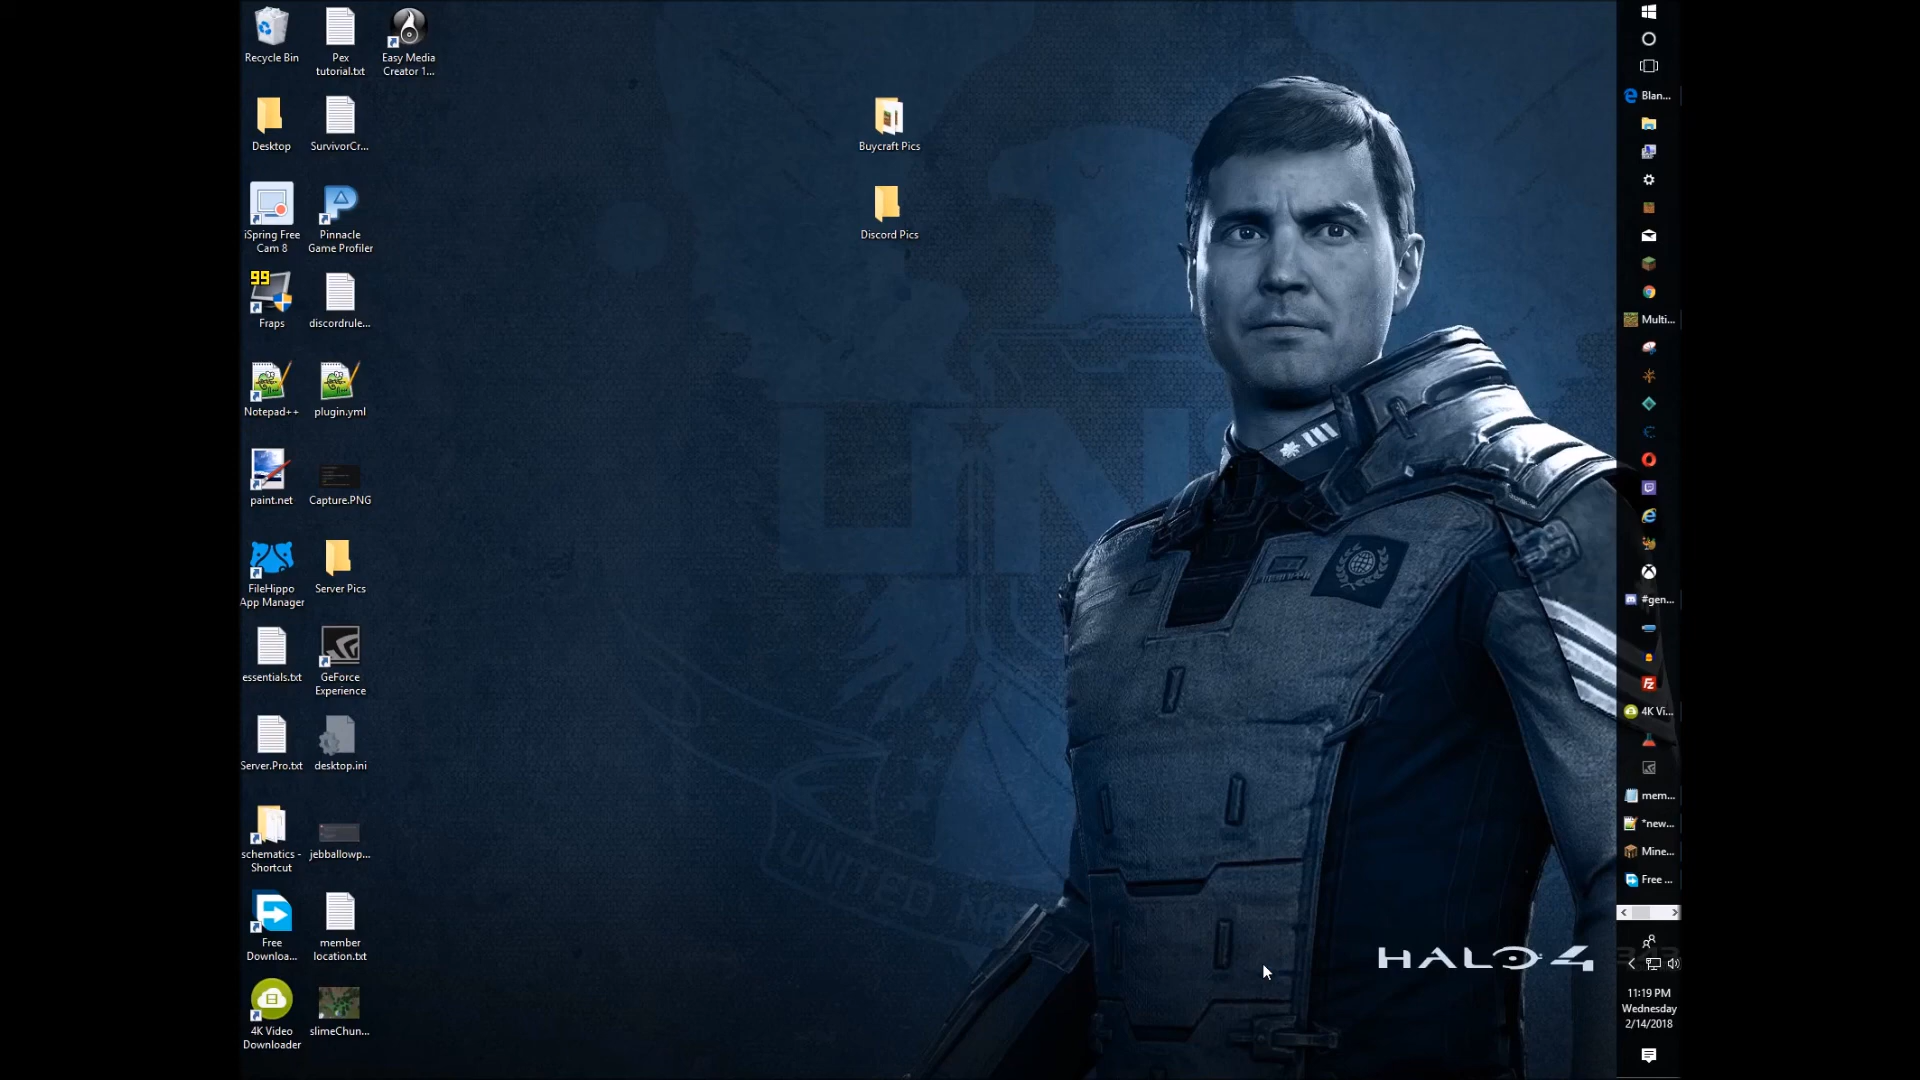 Recycle Bin
Pex
tutorial.txt
Easy Media
Creator 1...
Desktop
SurvivorCr...
Buycraft Pics
iSpring Free
Cam 8
Pinnacle
Game Profiler
Discord Pics
99
Fraps
discordrule...
Notepad++
plugin.yml
paint.net
Capture.PNG
FileHippo
App Manager
Server Pics
essentials.txt
GeForce
Experience
Server.Pro.txt
desktop.ini
schematics -
Shortcut
jebballowp...
Free
Downloa...
member
location.txt
4K Video
Downloader
slimeChun...
UN
UNITED
HALO 4
Blan...
Multi...
#gen...
4K Vi...
mem...
*new...
Mine...
Free ...
11:19 PM
Wednesday
2/14/2018